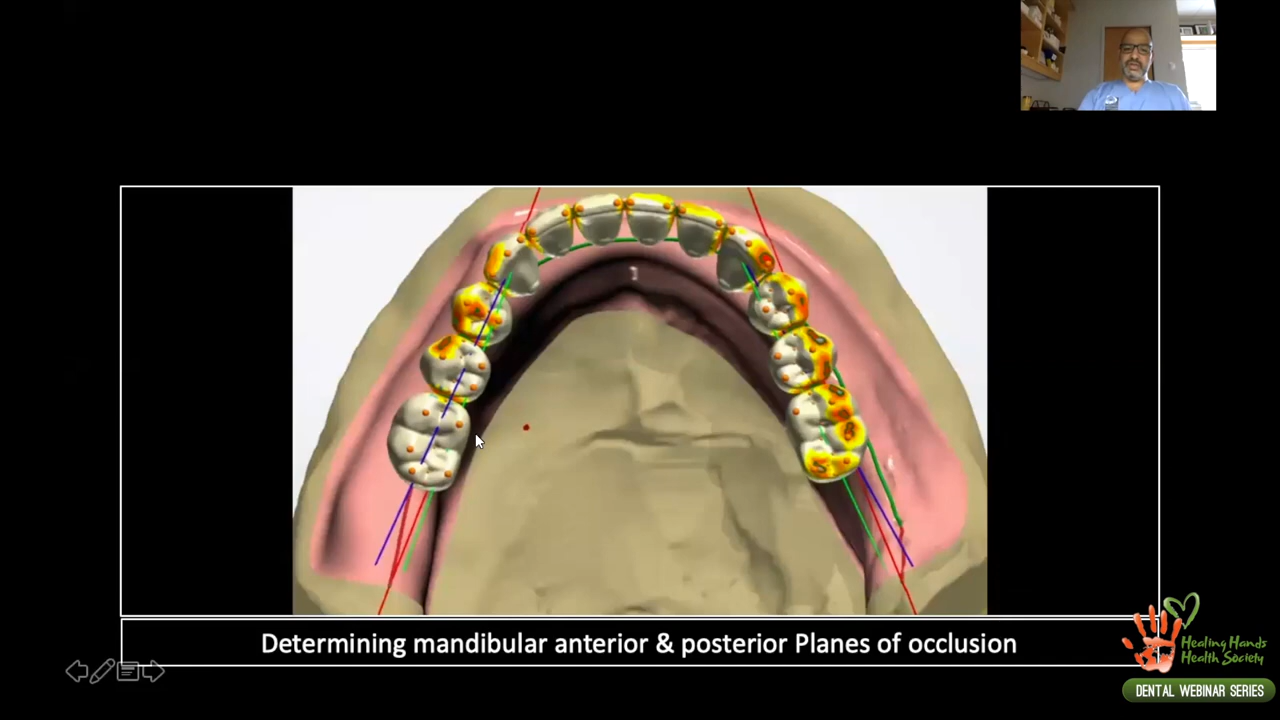 Determining mandibular anterior & posterior Planes of occlusion
Healing Hands
Health Society
DENTAL WEBINAR SERIES